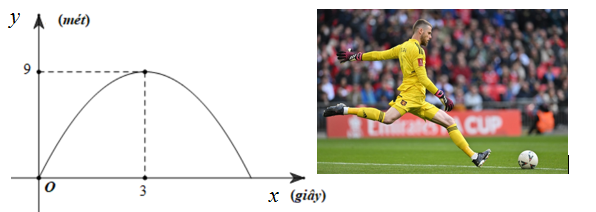 y (mét)
9
O
3
x (giây)
Emirates FA CUP